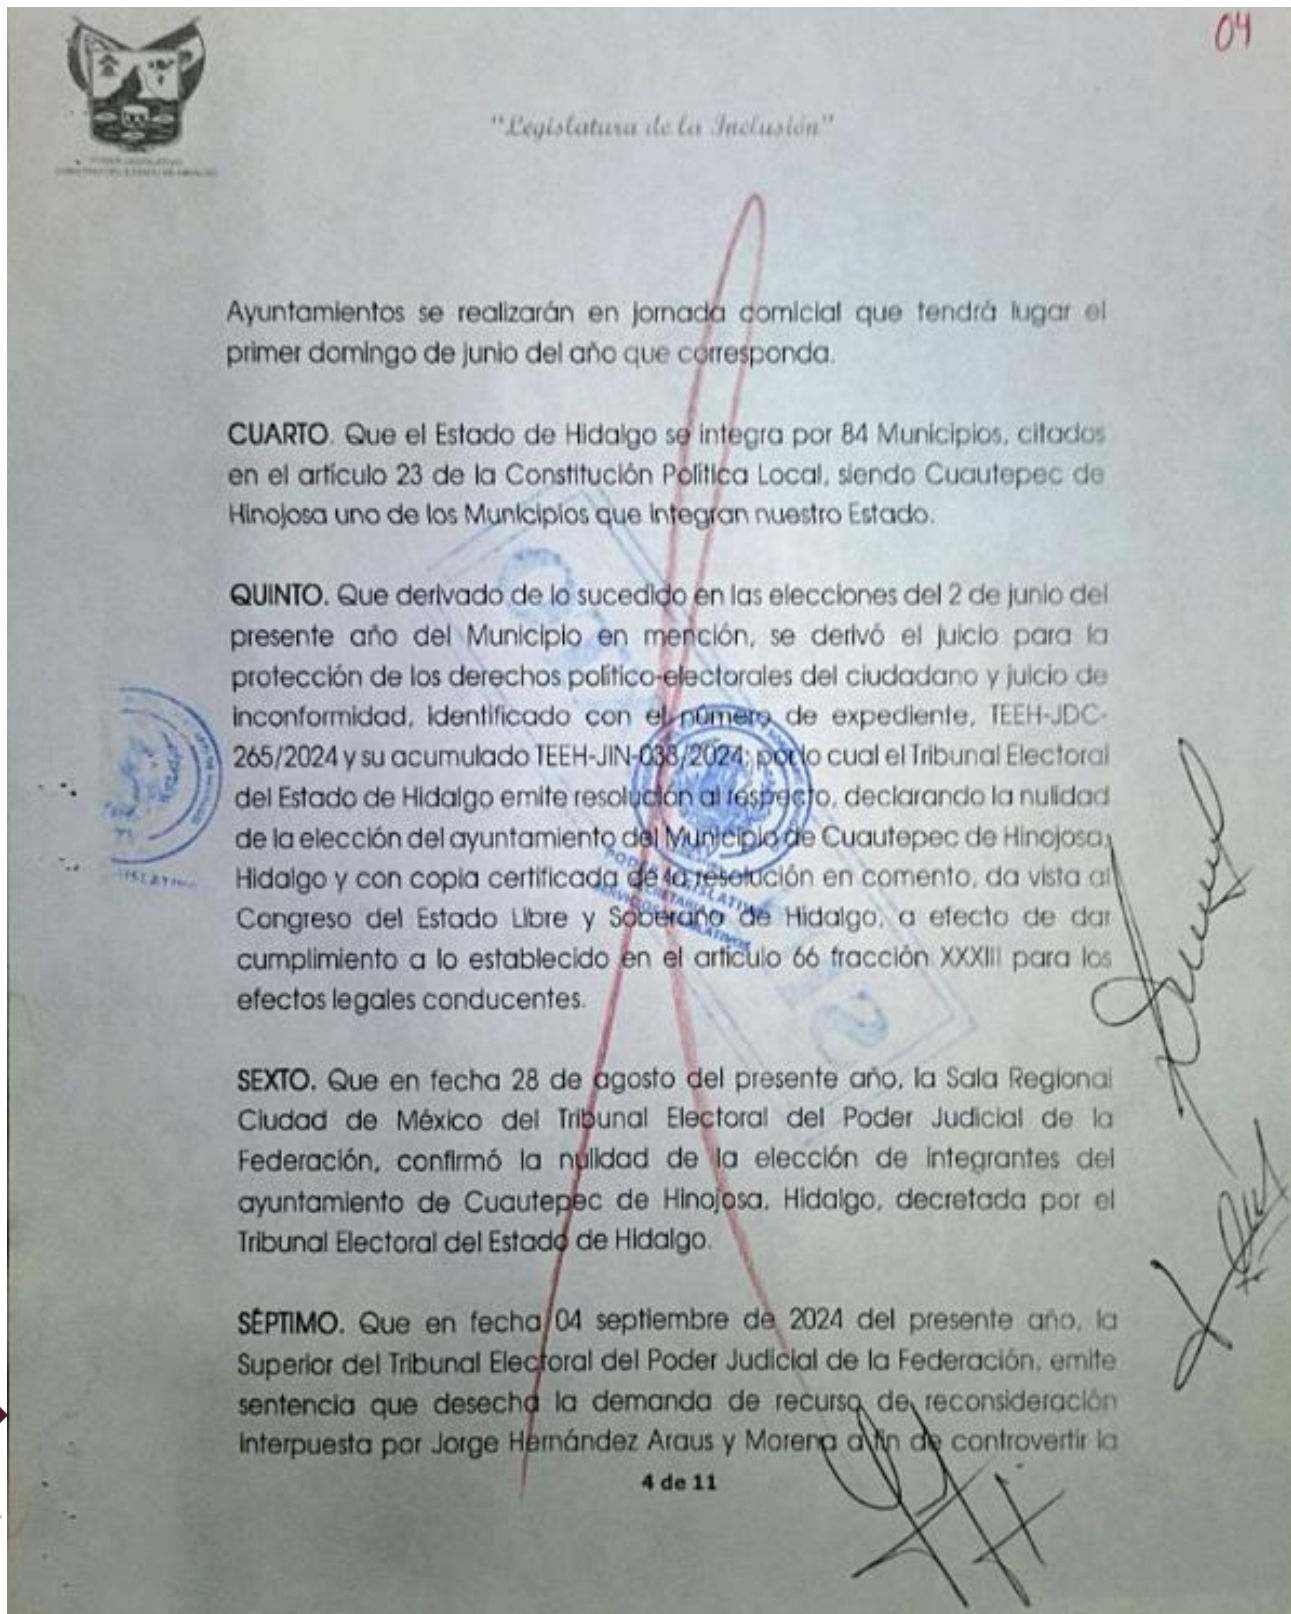 04
"Legislatura de la Inclusión"
PODER LEGISLATIVO
GOBIERNO DEL ESTADO DE HIDALGO
Ayuntamientos se realizarán en jornada comicial que tendrá lugar el
primer domingo de junio del año que corresponda.
CUARTO. Que el Estado de Hidalgo se integra por 84 Municipios, citados
en el artículo 23 de la Constitución Política Local, siendo Cuautepec de
Hinojosa uno de los Municipios que integran nuestro Estado.
QUINTO. Que derivado de lo sucedido en las elecciones del 2 de junio del
presente año del Municipio en mención, se derivó el juicio para la
protección de los derechos político-electorales del ciudadano y juicio de
inconformidad, identificado con el número de expediente, TEEH-JDC-
265/2024 y su acumulado TEEH-JIN-038/2024; por lo cual el Tribunal Electoral
del Estado de Hidalgo emite resolución al respecto, declarando la nulidad
de la elección del ayuntamiento del Municipio de Cuautepec de Hinojosa,
Hidalgo y con copia certificada de la resolución en comento, da vista al
Congreso del Estado Libre y Soberano de Hidalgo, a efecto de dar
cumplimiento a lo establecido en el artículo 66 fracción XXXIII para los
efectos legales conducentes.
SEXTO. Que en fecha 28 de agosto del presente año, la Sala Regional
Ciudad de México del Tribunal Electoral del Poder Judicial de la
Federación, confirmó la nulidad de la elección de integrantes del
ayuntamiento de Cuautepec de Hinojosa, Hidalgo, decretada por el
Tribunal Electoral del Estado de Hidalgo.
SÉPTIMO. Que en fecha 04 septiembre de 2024 del presente año, la
Superior del Tribunal Electoral del Poder Judicial de la Federación, emite
sentencia que desecha la demanda de recurso de reconsideración
interpuesta por Jorge Hernández Araus y Morena a fin de controvertir la
4 de 11
PODER LEGISLATIVO
SECRETARÍA DE
SERVICIOS LEGISLATIVOS